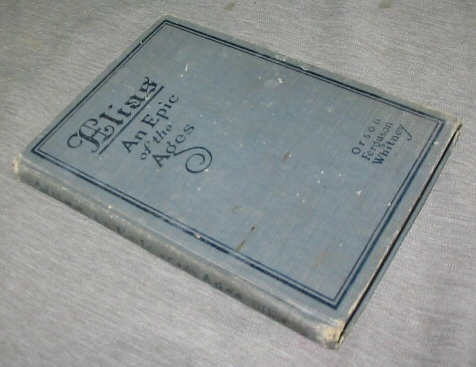 Elias
An Epic
of the
Ages
Orson
Ferguson
Whitney